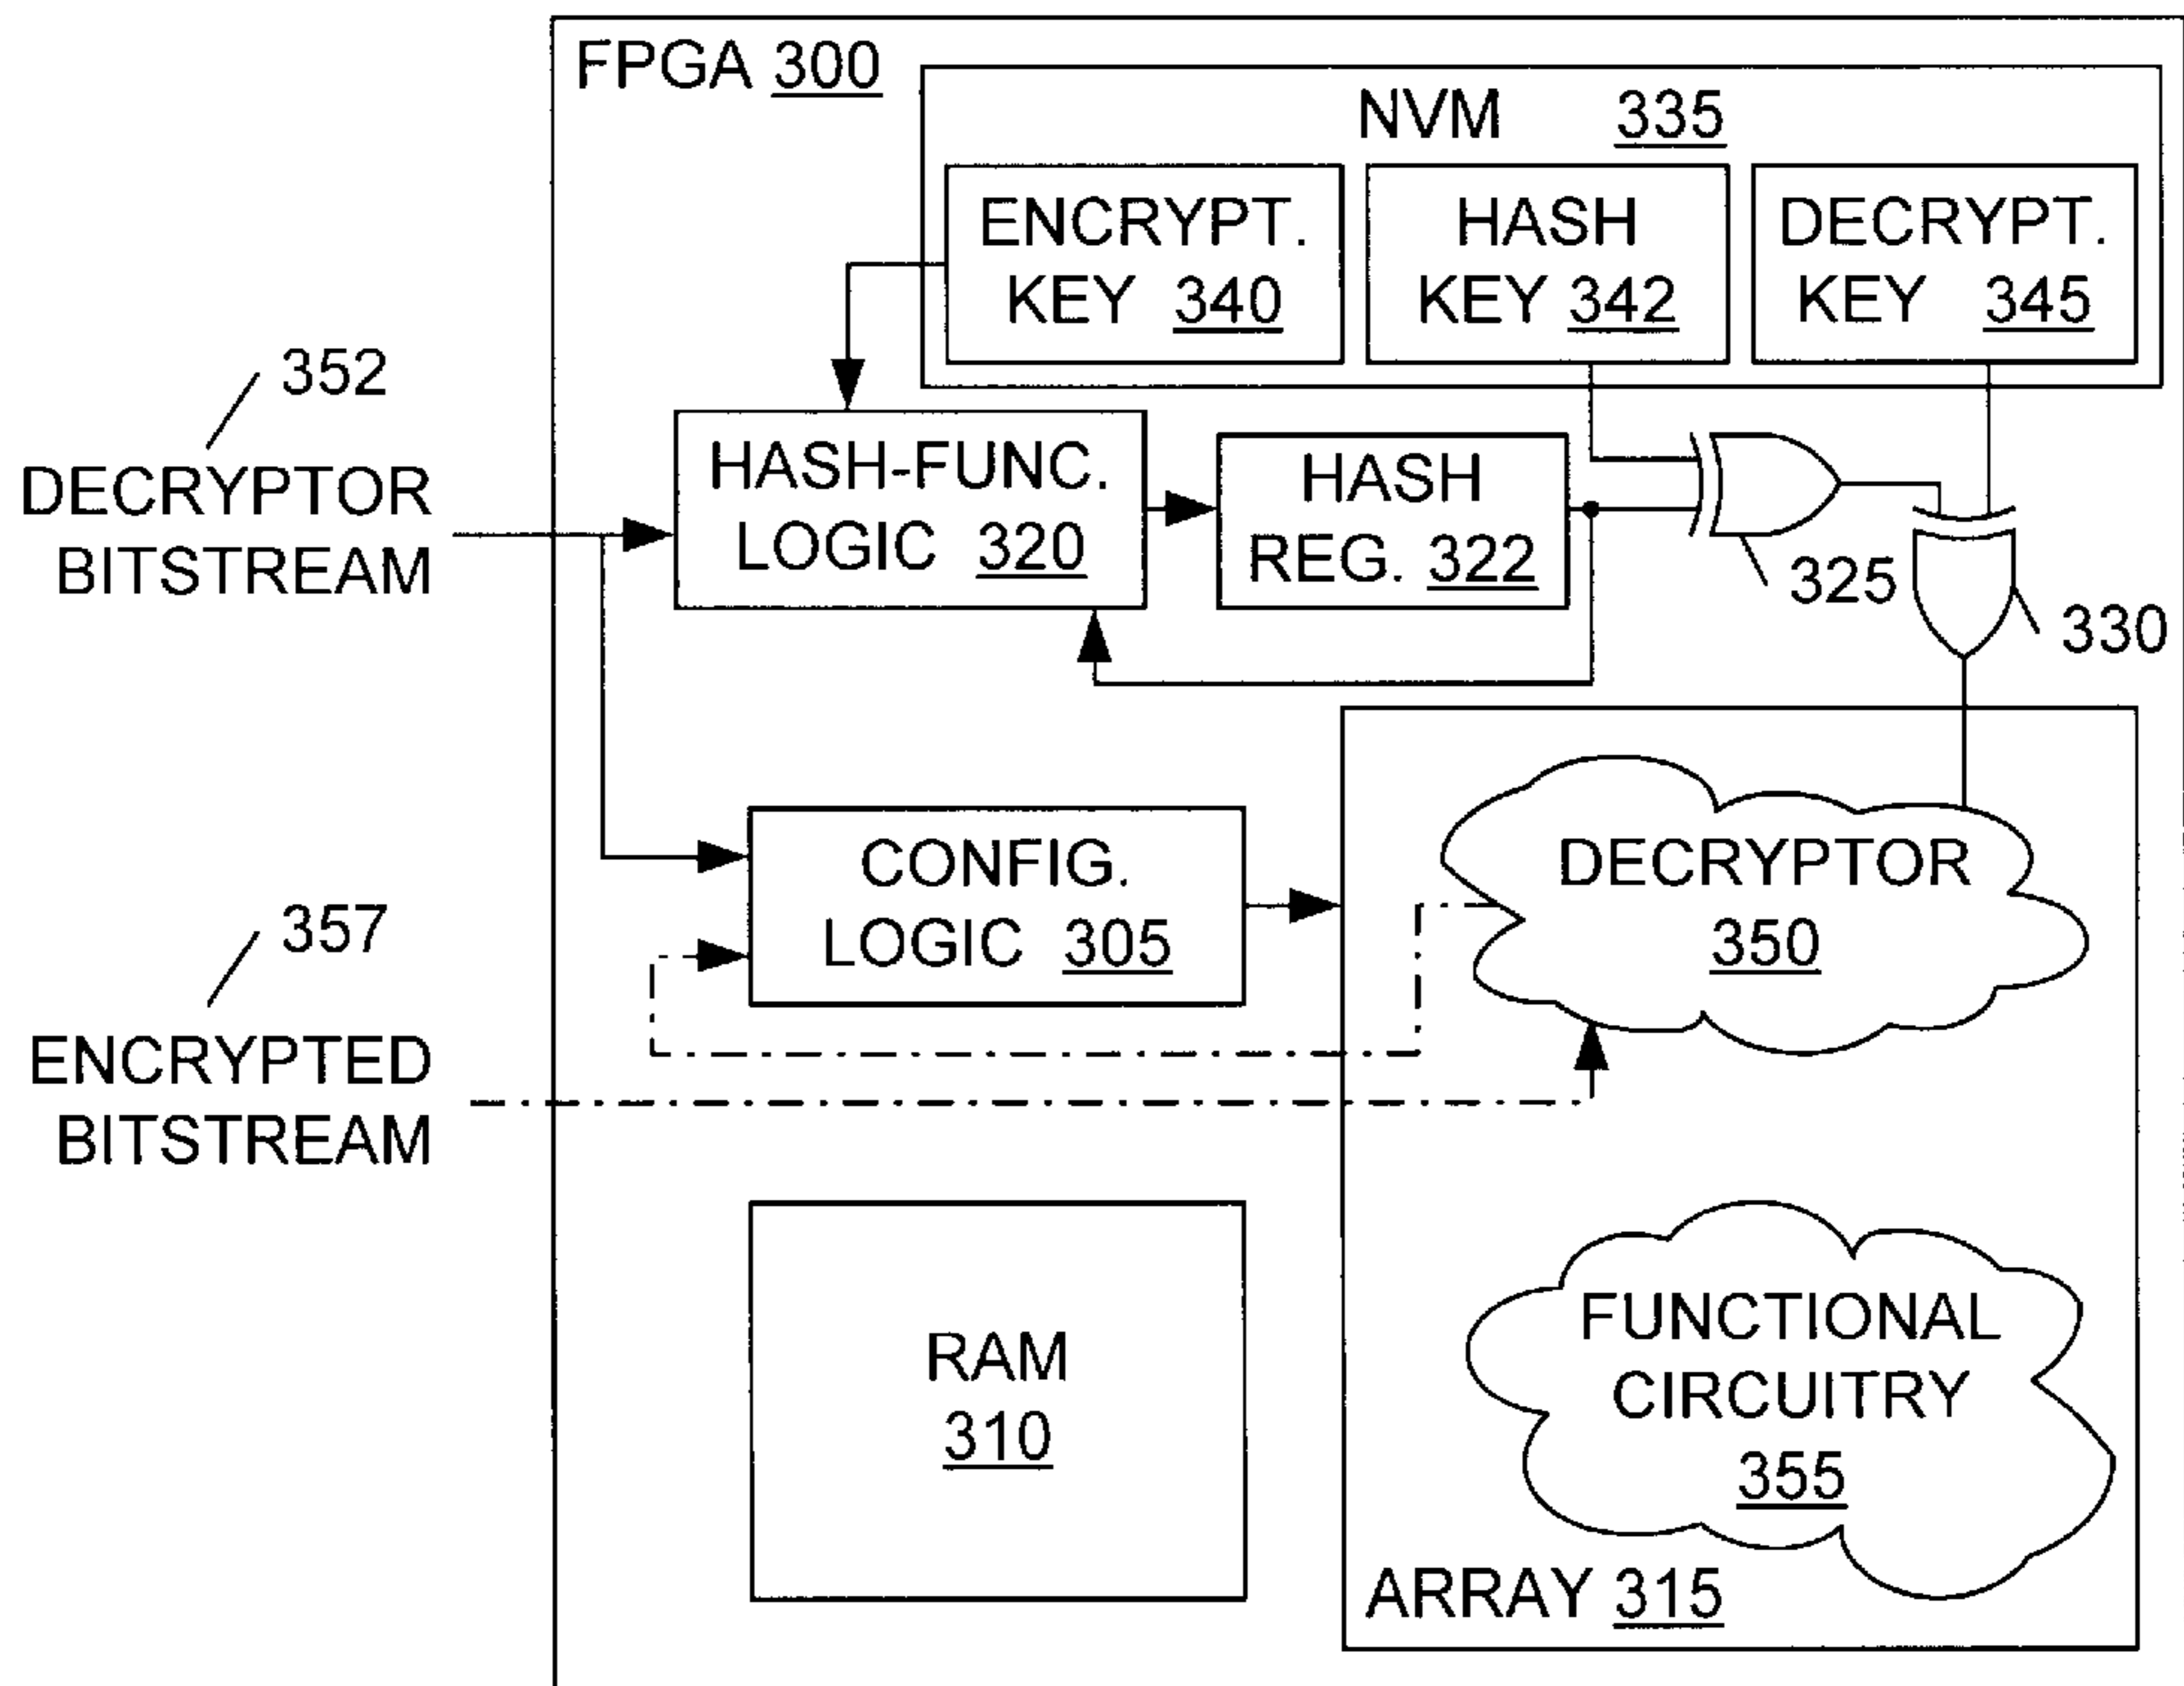 FPGA 300
NVM 335
ENCRYPT.
KEY 340
HASH
KEY 342
DECRYPT.
KEY 345
352
DECRYPTOR
BITSTREAM
HASH-FUNC.
LOGIC 320
HASH
REG. 322
325
330
357
ENCRYPTED
BITSTREAM
CONFIG.
LOGIC 305
DECRYPTOR
350
RAM
310
FUNCTIONAL
CIRCUITRY
355
ARRAY 315